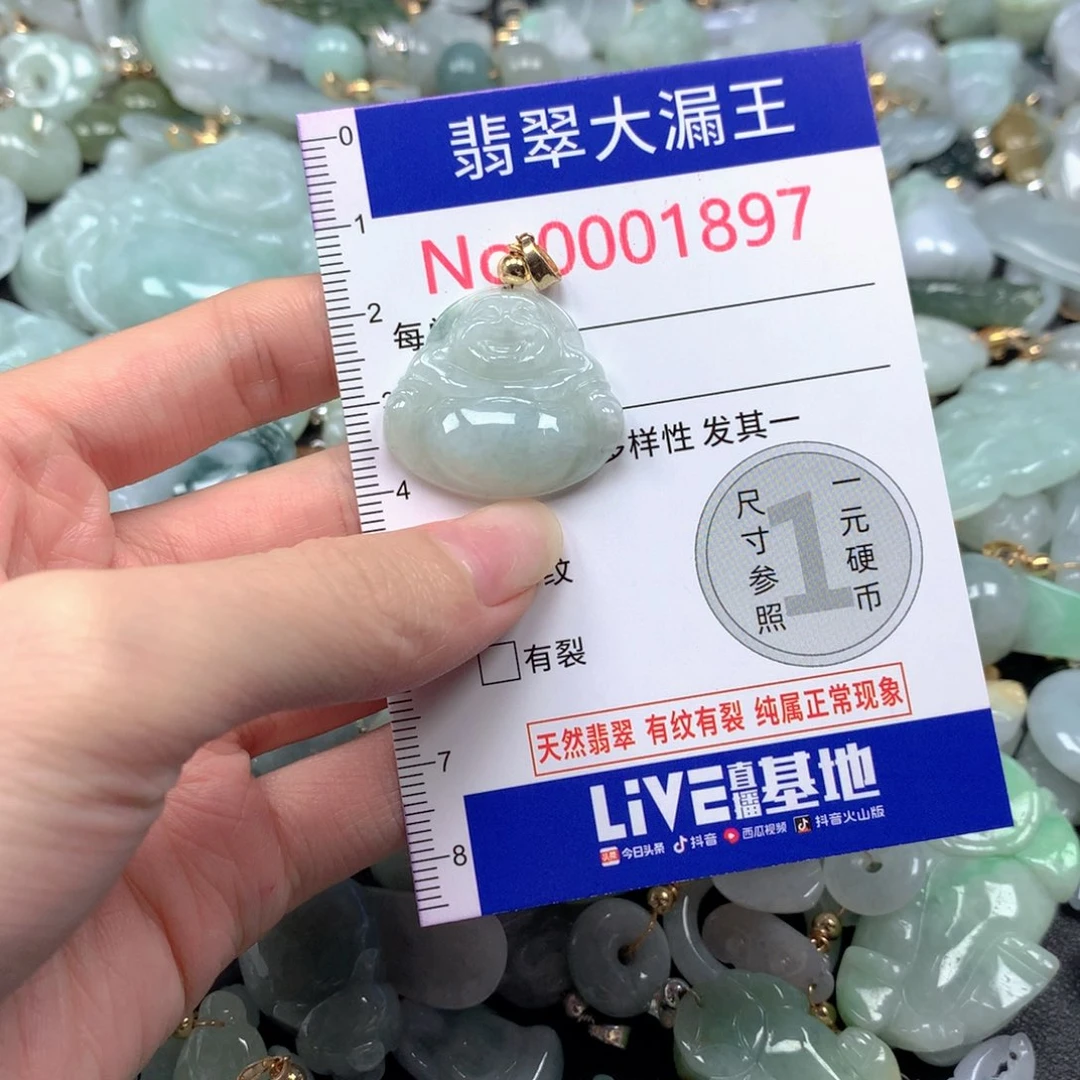 翡翠大漏王
0
1
No0001897
2
每
样性 发其一
4
尺寸参照
一元硬币
1
纹
有裂
天然翡翠 有纹有裂 纯属正常现象
7
LiVE直播基地
8
今日头条 抖音 西瓜视频 抖音火山版